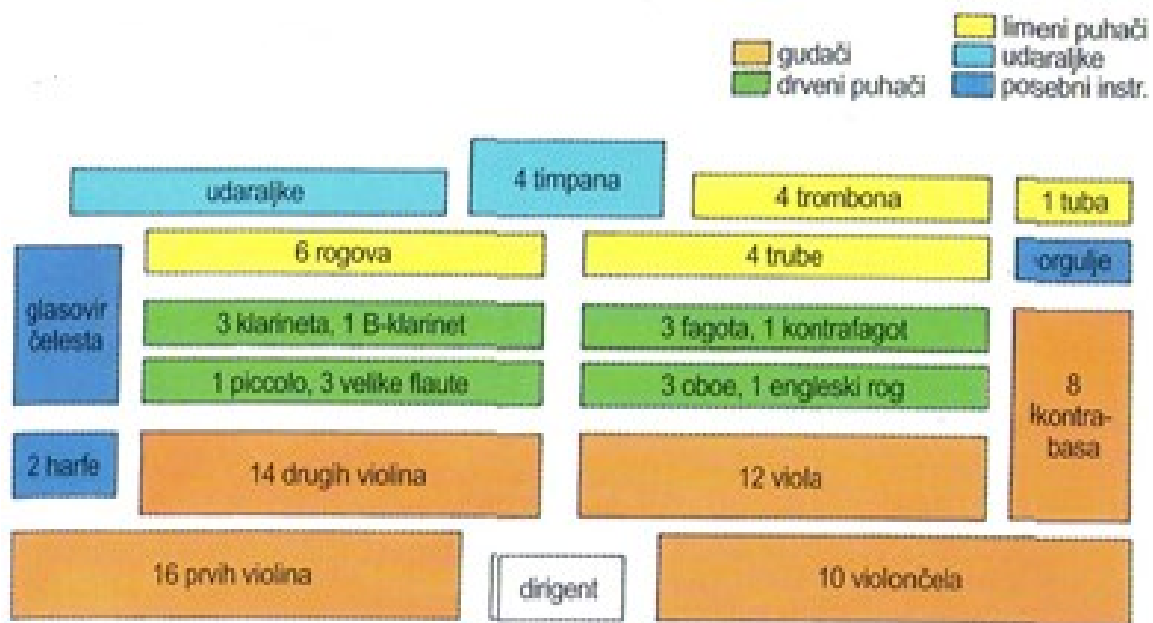 gudači
drveni puhači
limeni puhači
udaraljke
posebni instr.
udaraljke
4 timpana
4 trombona
1 tuba
6 rogova
4 trube
orgulje
glasovir
čelesta
3 klarineta, 1 B-klarinet
3 fagota, 1 kontrafagot
1 piccolo, 3 velike flaute
3 oboe, 1 engleski rog
8
kontra-
basa
2 harfe
14 drugih violina
12 viola
16 prvih violina
dirigent
10 violončela